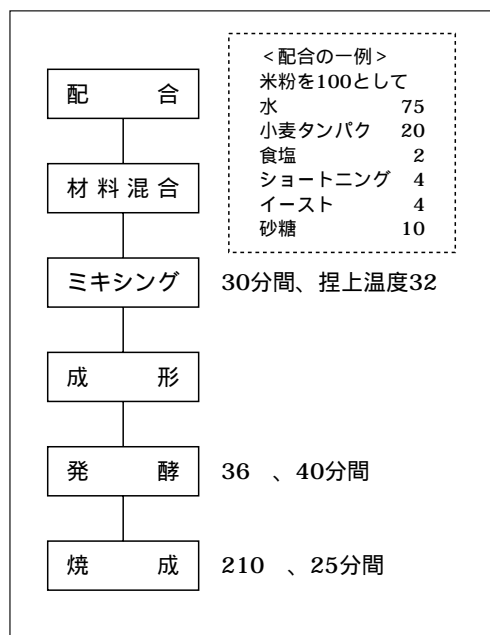 ＜配合の一例＞
米粉を100として
水 75
小麦タンパク 20
食塩 2
ショートニング 4
イースト 4
砂糖 10
配 合
材料混合
ミキシング 30分間、捏上温度32
成 形
発 酵 36 、40分間
焼 成 210 、25分間